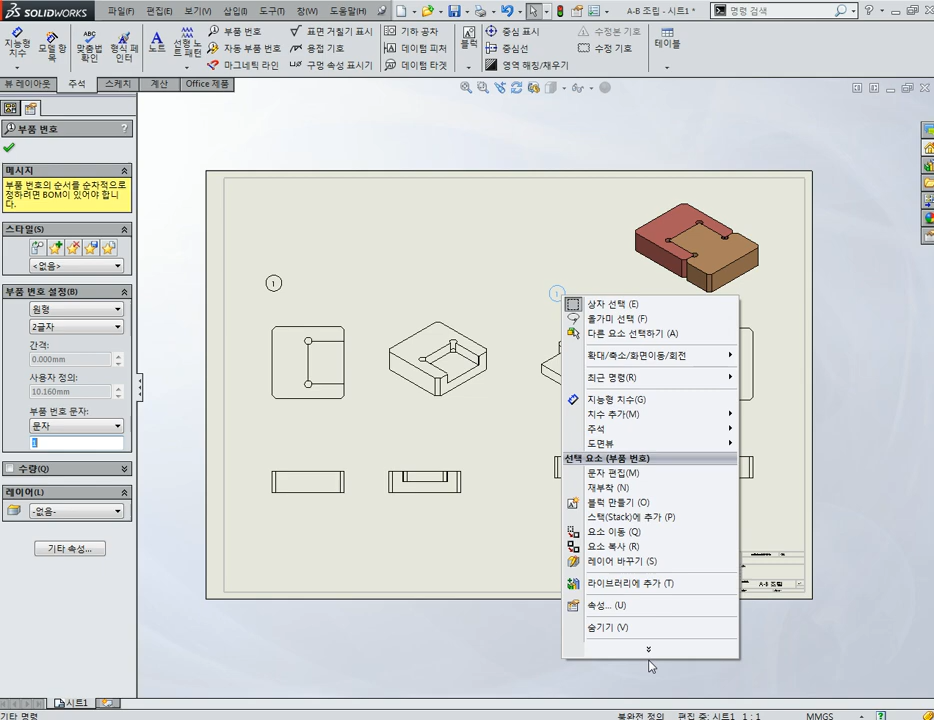 SOLIDWORKS
파일(F) 편집(E) 보기(V) 삽입(I) 도구(T) 창(W) 도움말(H)
A-B 조립 - 시트1 *
명령 검색
지능형 치수
모델 항목
ABC
맞춤법 확인
형식 페인터
노트
선형 노트 패턴
부품 번호
자동 부품 번호
마그네틱 라인
표면 거칠기 표시
용접 기호
구멍 속성 표시기
기하 공차
데이텀 피처
데이텀 타겟
블럭
중심 표시
중심선
영역 해칭/채우기
수정본 기호
수정 기호
테이블
뷰 레이아웃 주석 스케치 계산 Office 제품
부품 번호 ?
메시지
부품 번호의 순서를 순차적으로
정하려면 BOM이 있어야 합니
다.
스타일(S)
<없음>
부품 번호 설정(B)
원형
2글자
간격:
0.000mm
사용자 정의:
10.160mm
부품 번호 문자:
문자
1
수량(Q)
레이어(L)
-없음-
기타 속성...
1
1
상자 선택 (E)
올가미 선택 (F)
다른 요소 선택하기 (A)
확대/축소/화면이동/회전
최근 명령(R)
지능형 치수(G)
치수 추가(M)
주석
도면뷰
선택 요소 (부품 번호)
문자 편집(M)
재부착 (N)
블럭 만들기 (O)
스택(Stack)에 추가 (P)
요소 이동 (Q)
요소 복사 (R)
레이어 바꾸기 (S)
라이브러리에 추가 (T)
속성... (U)
숨기기 (V)
A-B 조립
시트1
기타 명령
불완전 정의 편집 중: 시트1 1 : 1 MMGS